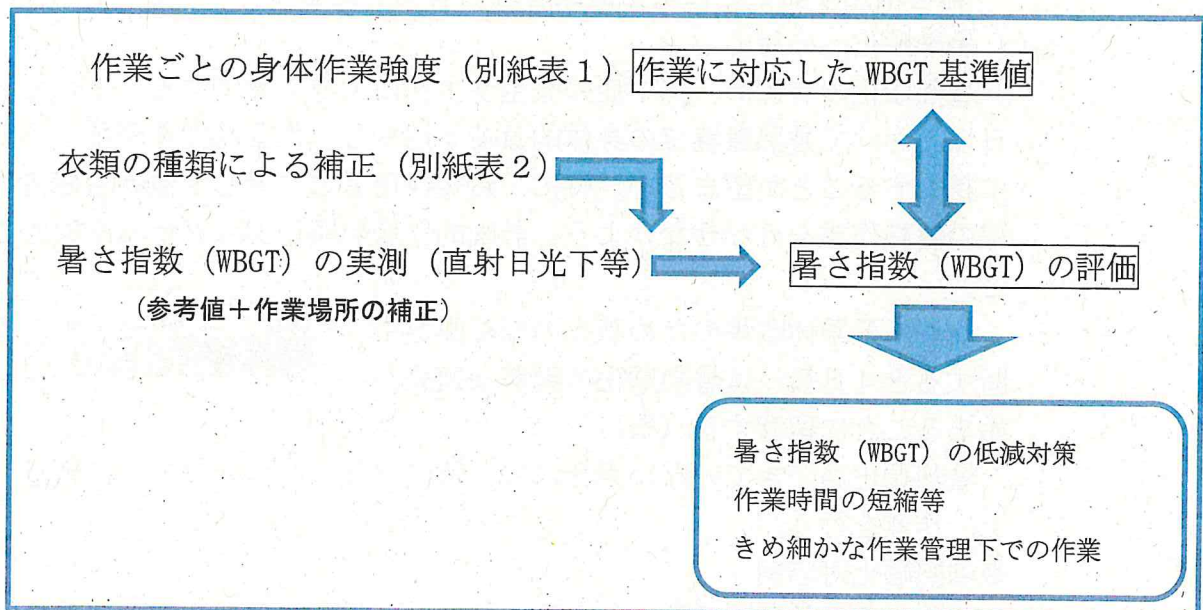 作業ごとの身体作業強度（別紙表１）作業に対応した WBGT 基準値
衣類の種類による補正（別紙表２）
暑さ指数（WBGT）の実測（直射日光下等）
暑さ指数（WBGT）の評価
（参考値＋作業場所の補正）
暑さ指数（WBGT）の低減対策
作業時間の短縮等
きめ細かな作業管理下での作業